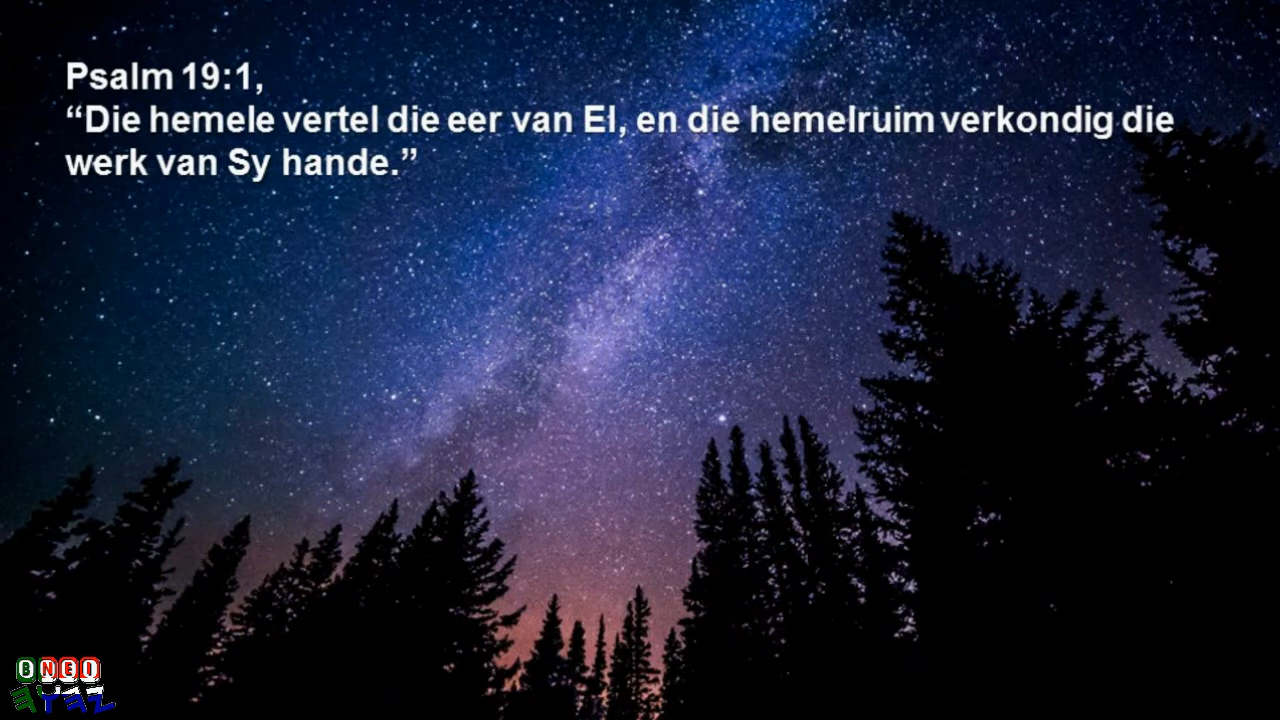 Psalm 19:1,
“Die hemele vertel die eer van El, en die hemelruim verkondig die
werk van Sy hande.”